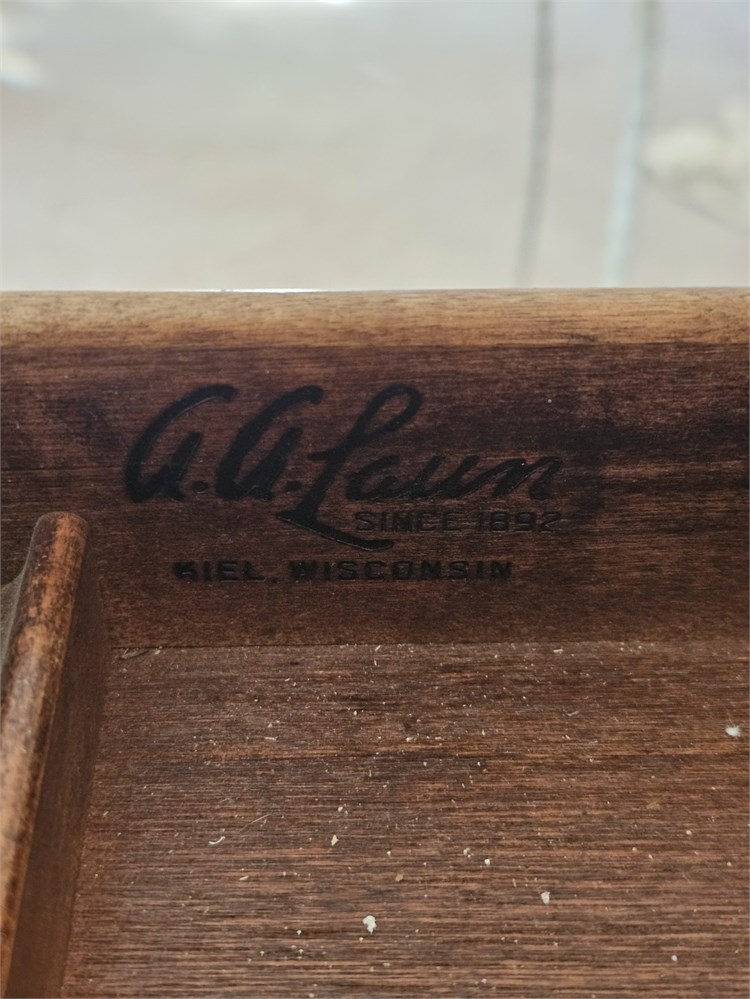 A.A. Laun
SINCE 1892
KIEL, WISCONSIN